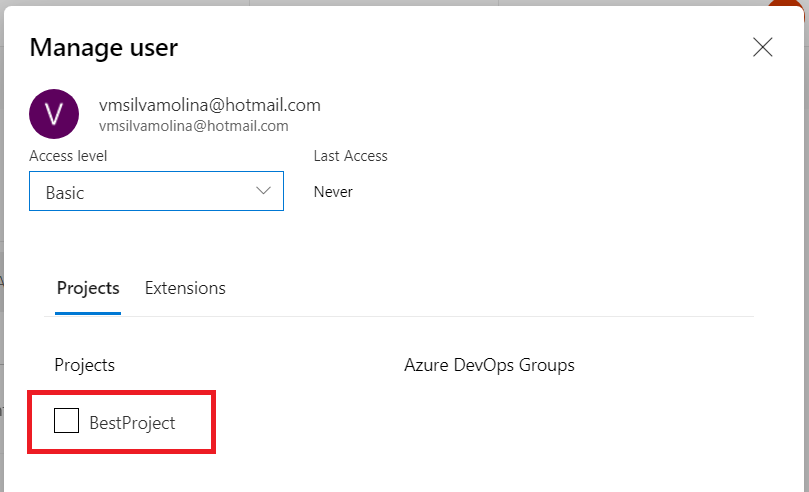 Manage user
V
vmsilvamolina@hotmail.com
vmsilvamolina@hotmail.com
Access level
Last Access
Basic
Never
Projects
Extensions
Projects
Azure DevOps Groups
BestProject